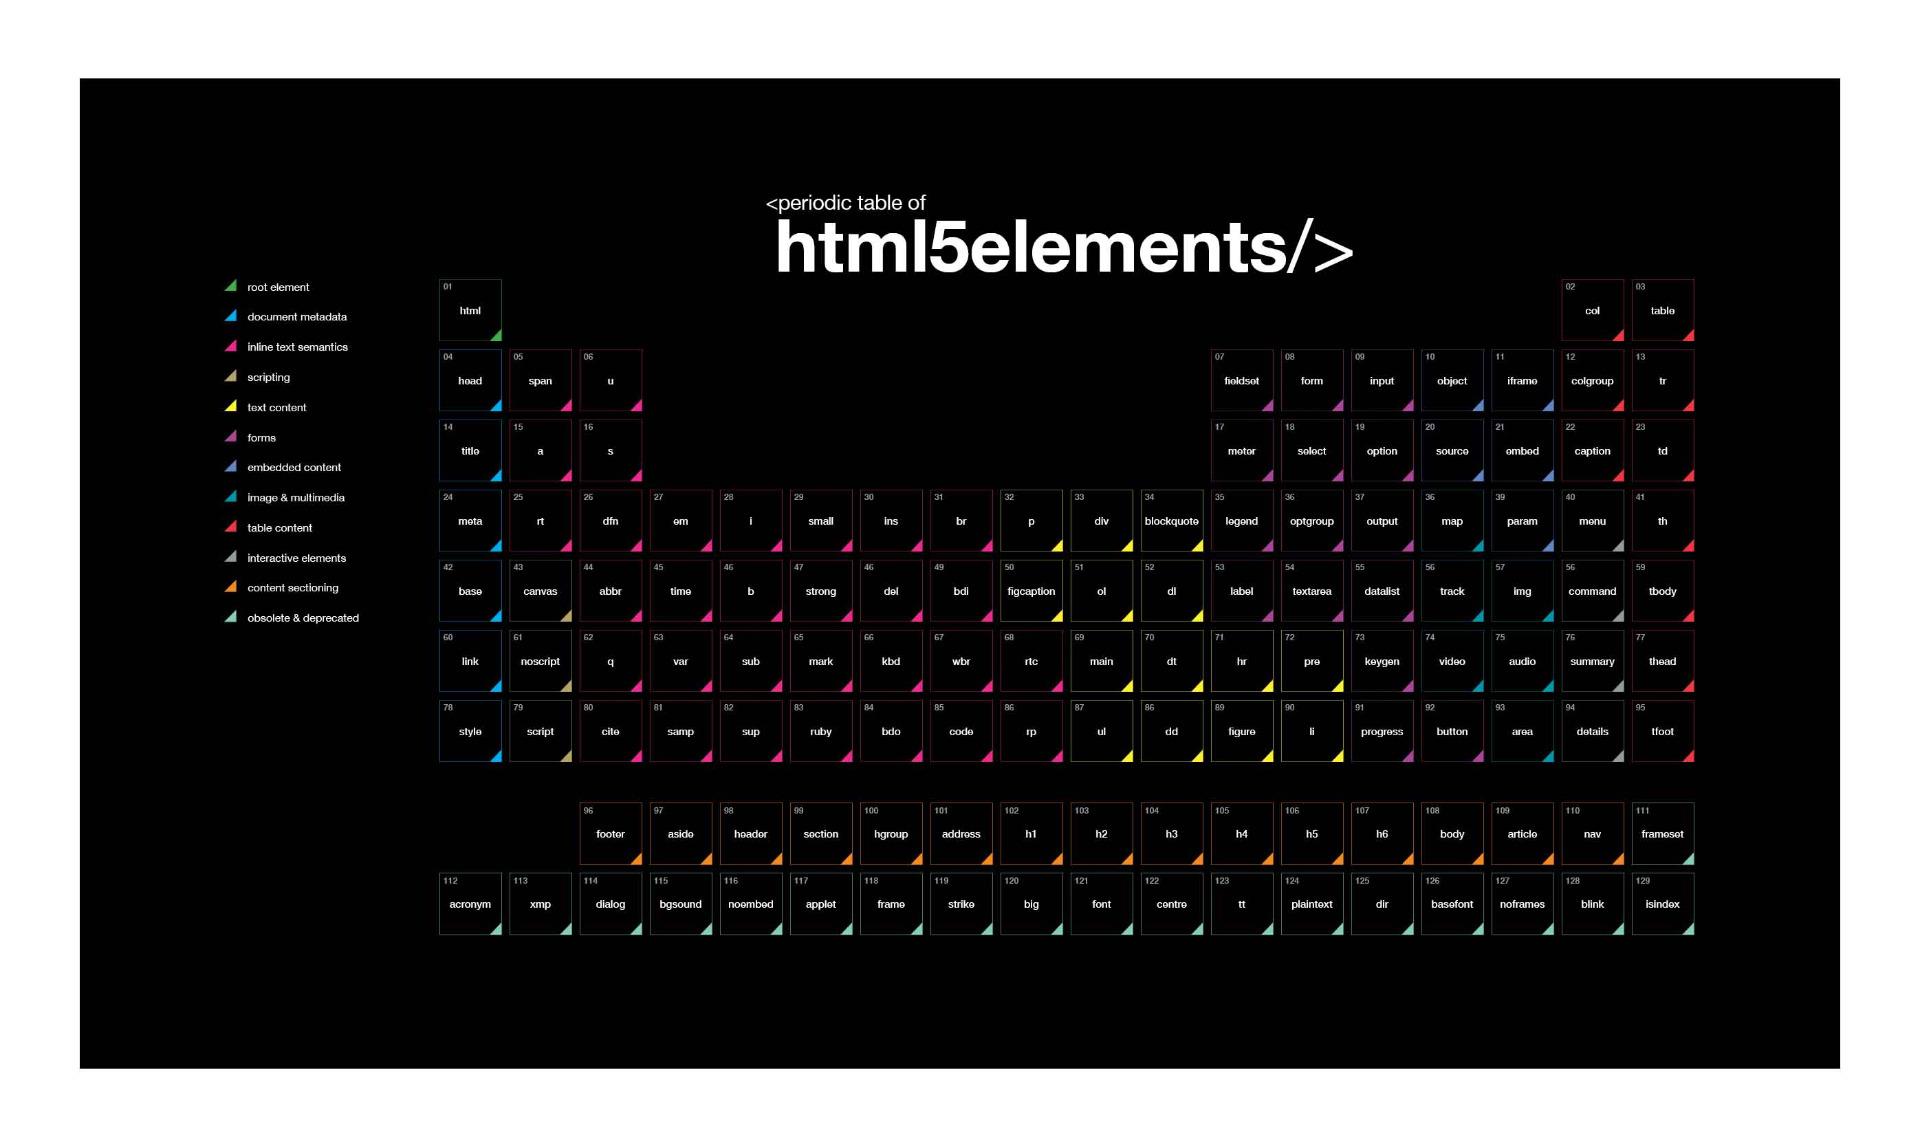 <periodic table of
html5elements/>
root element
document metadata
inline text semantics
scripting
text content
forms
embedded content
image & multimedia
table content
interactive elements
content sectioning
obsolete & deprecated
01 02 03
html col table
04 05 06 07 08 09 10 11 12 13
head span u fieldset form input object iframe colgroup tr
14 15 16 17 18 19 20 21 22 23
title a s meter select option source embed caption td
24 25 26 27 28 29 30 31 32 33 34 35 36 37 38 39 40 41
meta rt dfn em i small ins br p div blockquote legend optgroup output map param menu th
42 43 44 45 46 47 48 49 50 51 52 53 54 55 56 57 58 59
base canvas abbr time b strong del bdi figcaption ol dl label textarea datalist track img command tbody
60 61 62 63 64 65 66 67 68 69 70 71 72 73 74 75 76 77
link noscript q var sub mark kbd wbr rtc main dt hr pre keygen video audio summary thead
78 79 80 81 82 83 84 85 86 87 88 89 90 91 92 93 94 95
style script cite samp sup ruby bdo code rp ul dd figure li progress button area details tfoot
96 97 98 99 100 101 102 103 104 105 106 107 108 109 110 111
footer aside header section hgroup address h1 h2 h3 h4 h5 h6 body article nav frameset
112 113 114 115 116 117 118 119 120 121 122 123 124 125 126 127 128 129
acronym xmp dialog bgsound noembed applet frame strike big font centre tt plaintext dir basefont noframes blink isindex